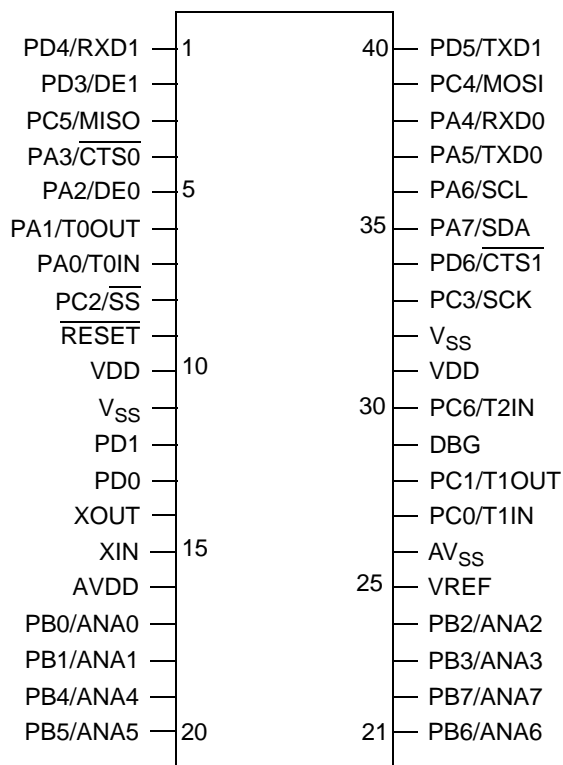 PD4/RXD1 1 40 PD5/TXD1
PD3/DE1 PC4/MOSI
PC5/MISO PA4/RXD0
PA3/CTS0 PA5/TXD0
PA2/DE0 5 PA6/SCL
PA1/T0OUT 35 PA7/SDA
PA0/T0IN PD6/CTS1
PC2/SS PC3/SCK
RESET VSS
VDD 10 VDD
VSS 30 PC6/T2IN
PD1 DBG
PD0 PC1/T1OUT
XOUT PC0/T1IN
XIN 15 AVSS
AVDD 25 VREF
PB0/ANA0 PB2/ANA2
PB1/ANA1 PB3/ANA3
PB4/ANA4 PB7/ANA7
PB5/ANA5 20 21 PB6/ANA6